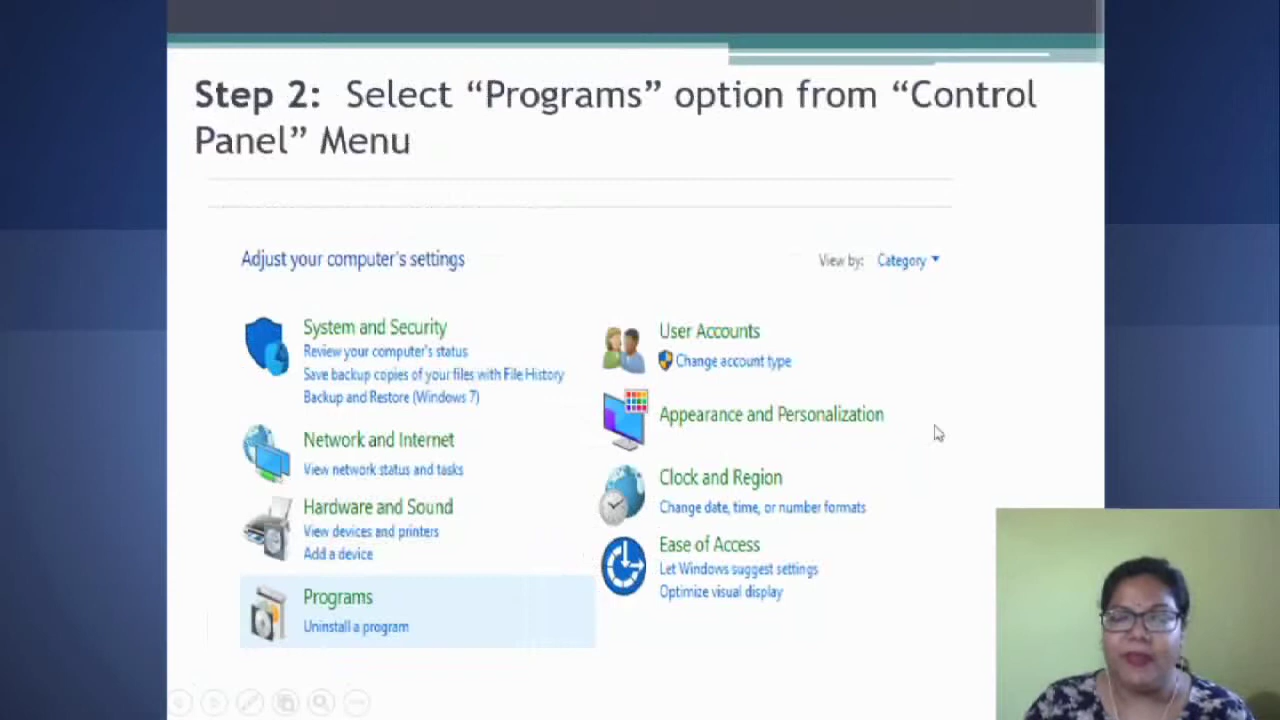 Step 2: Select “Programs” option from “Control
Panel” Menu
Adjust your computer's settings
View by: Category
System and Security
Review your computer's status
Save backup copies of your files with File History
Backup and Restore (Windows 7)
Network and Internet
View network status and tasks
Hardware and Sound
View devices and printers
Add a device
Programs
Uninstall a program
User Accounts
Change account type
Appearance and Personalization
Clock and Region
Change date, time, or number formats
Ease of Access
Let Windows suggest settings
Optimize visual display